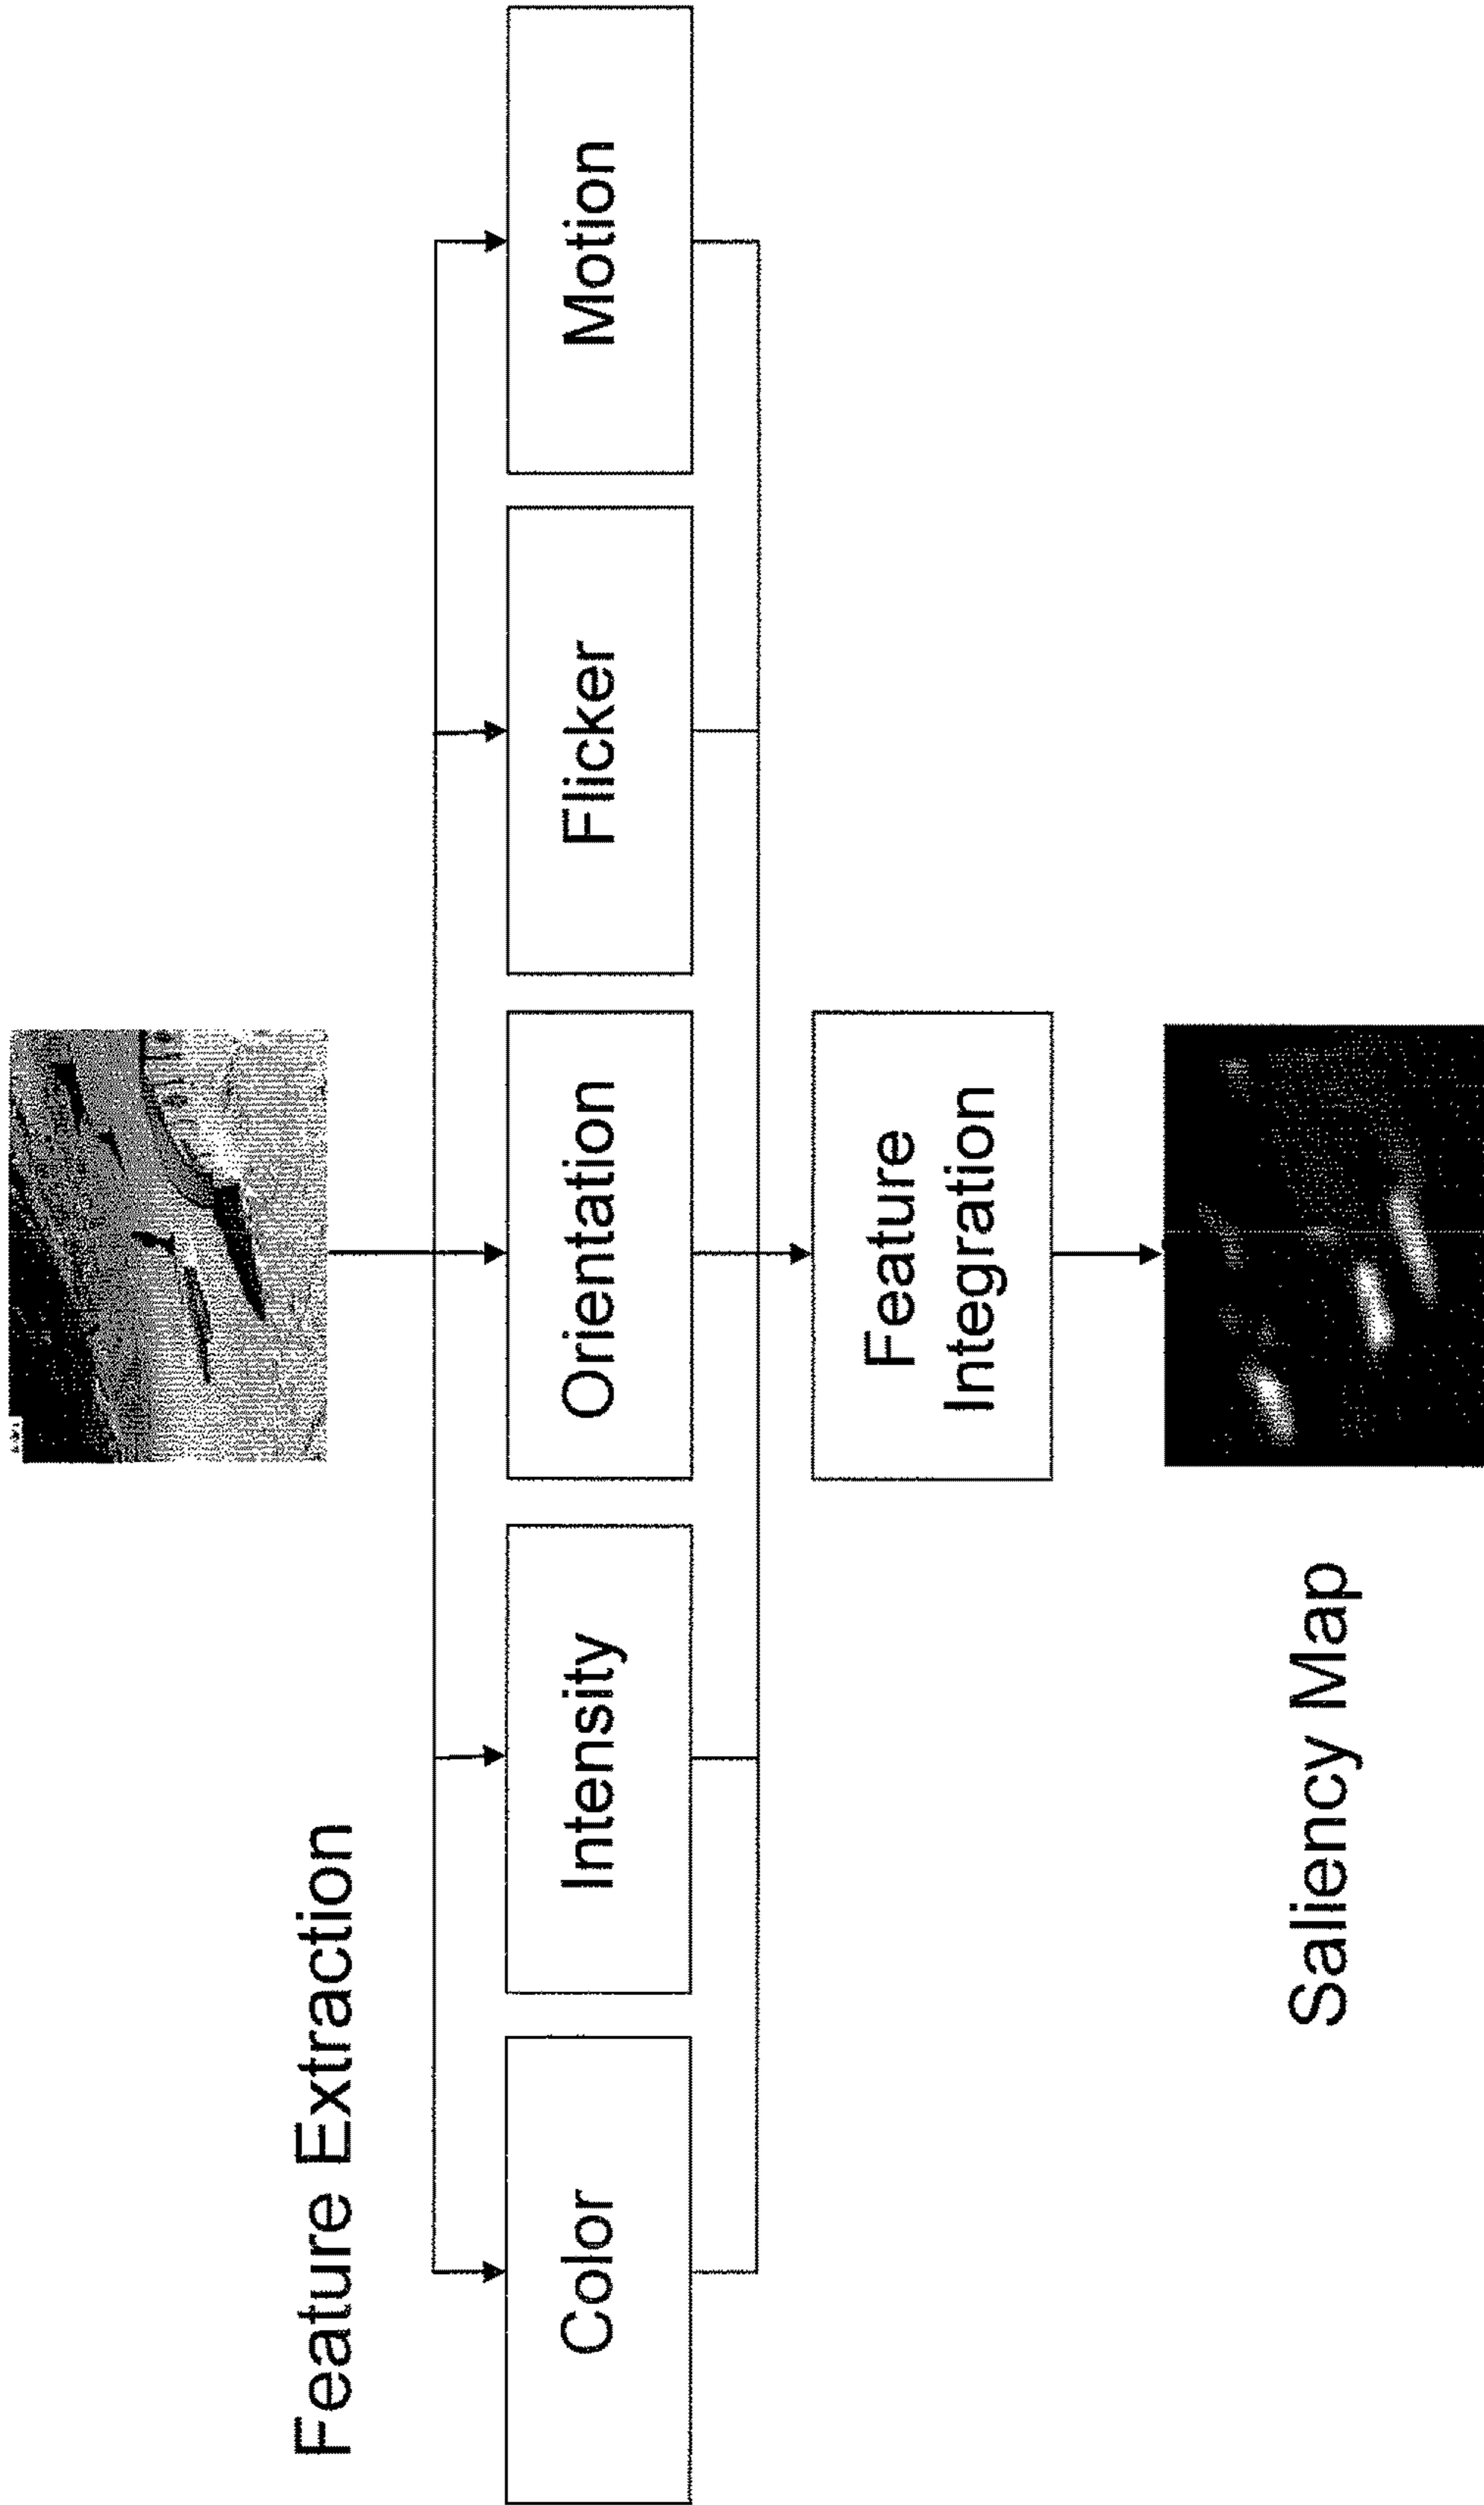 Feature Extraction
Color
Intensity
Orientation
Flicker
Motion
Feature
Integration
Saliency Map